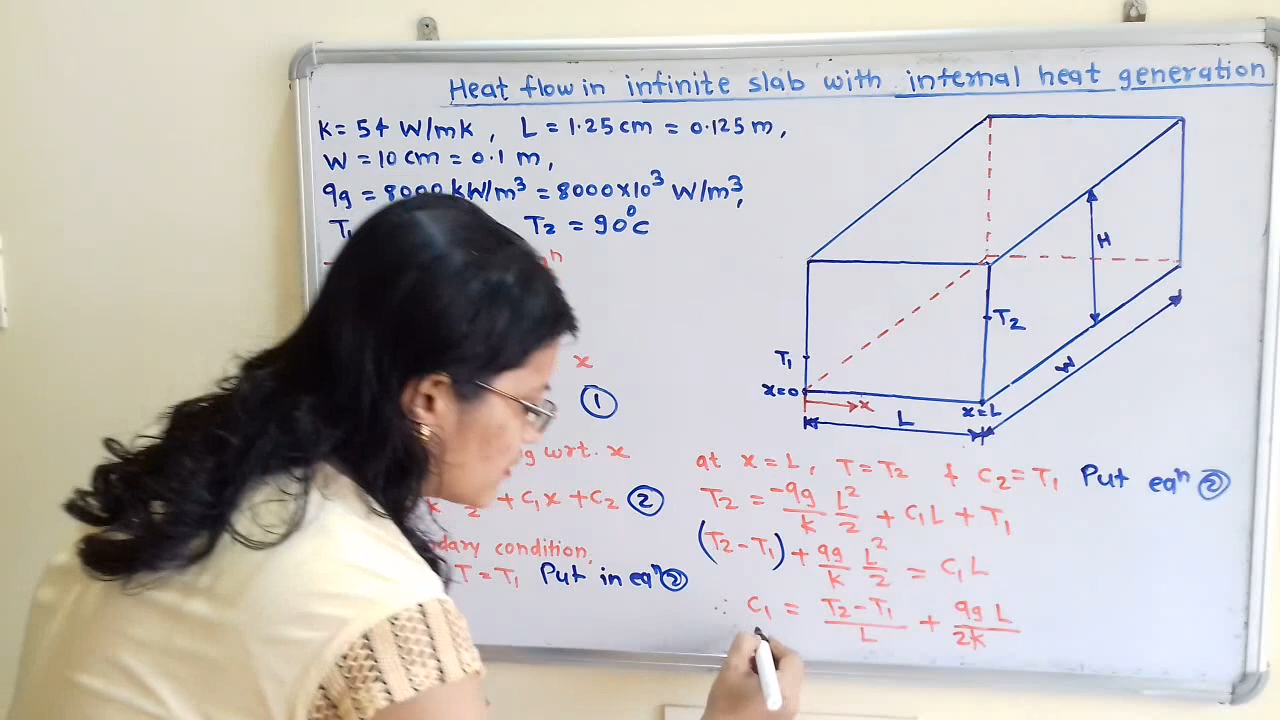 Heat flow in infinite slab with internal heat generation
K = 54 W/mk, L = 1.25 cm = 0.125 m,
W = 10 cm = 0.1 m,
qg = 8000 kW/m³ = 8000×10³ W/m³,
T₁ T₂ = 90°C
x
①
wrt. x
k 2 + C₁x + C₂ ②
condition,
T = T₁ Put in eqⁿ ②
at x = L, T = T₂ & C₂ = T₁ Put eqⁿ ②
T₂ = -qg/k L²/2 + C₁L + T₁
(T₂ - T₁) + qg/k L²/2 = C₁L
∴ C₁ = T₂ - T₁/L + qg L/2k
H
T₂
T₁
x=0
x
L
x=L
W